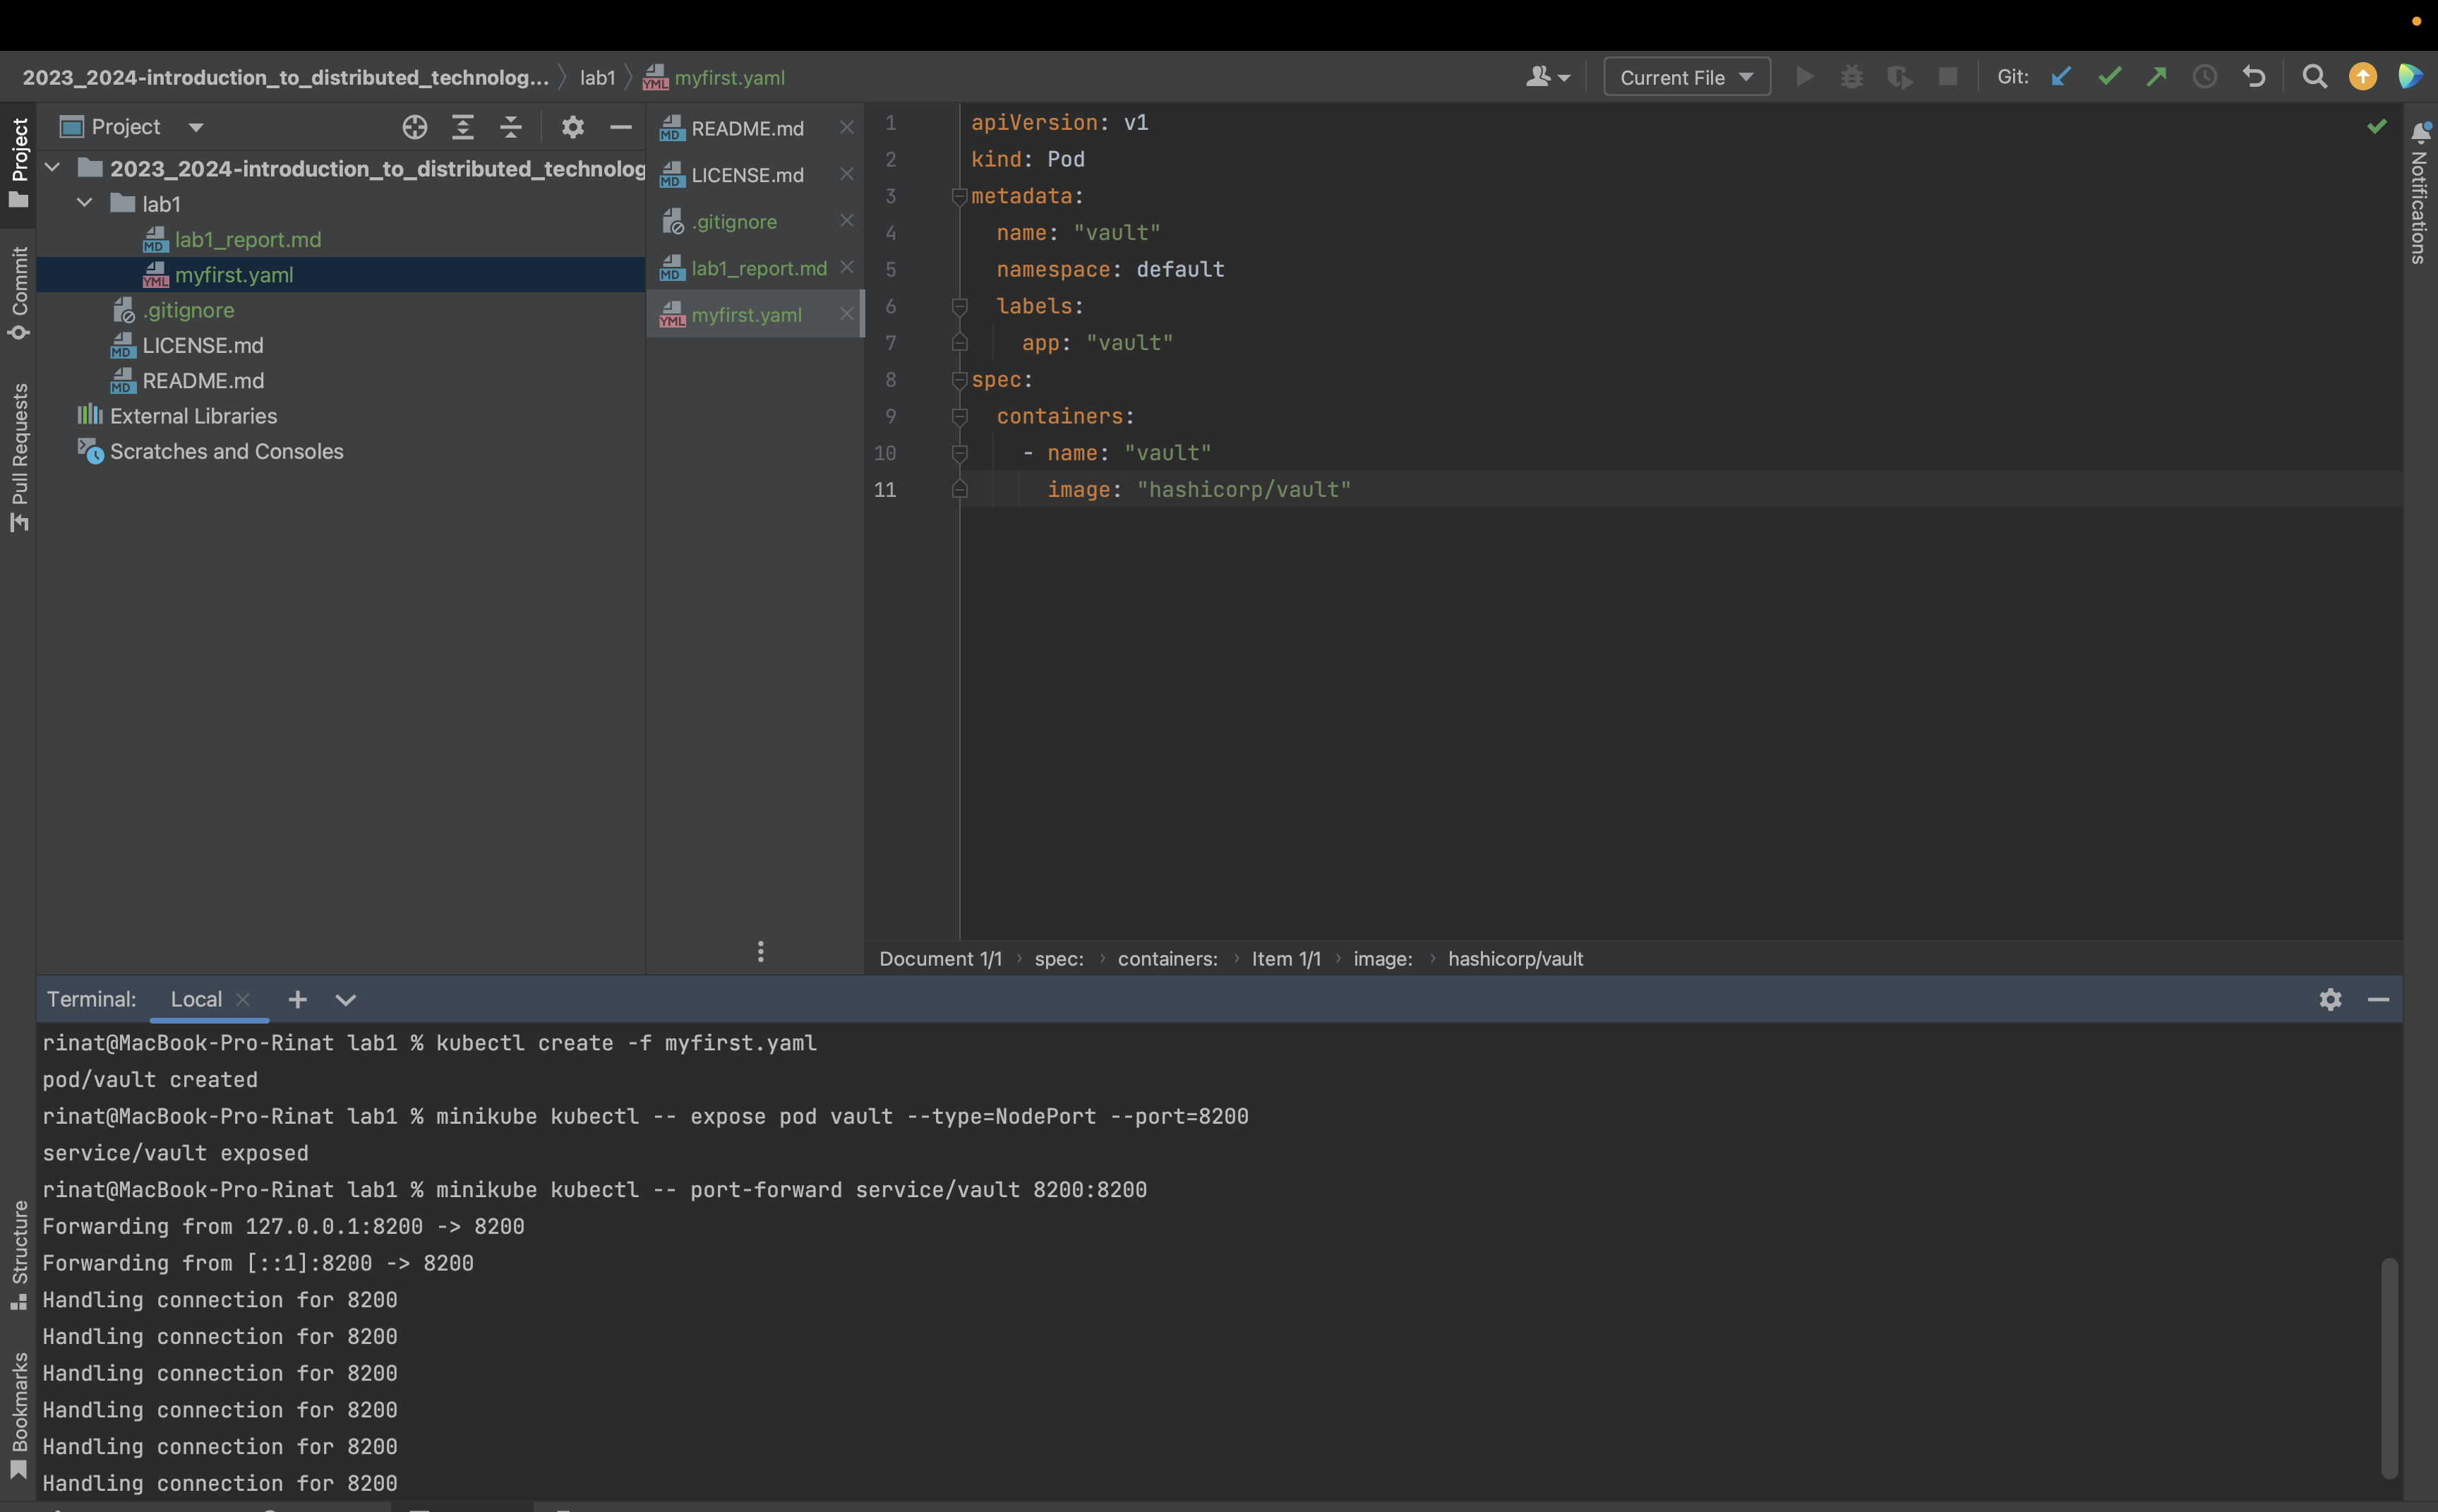 2023_2024-introduction_to_distributed_technolog... lab1 myfirst.yaml
Current File Git:
Project
Commit
Pull Requests
Structure
Bookmarks
Notifications
Project
2023_2024-introduction_to_distributed_technolog
lab1
lab1_report.md
myfirst.yaml
.gitignore
LICENSE.md
README.md
External Libraries
Scratches and Consoles
README.md
LICENSE.md
.gitignore
lab1_report.md
myfirst.yaml
1 apiVersion: v1
2 kind: Pod
3 metadata:
4 name: "vault"
5 namespace: default
6 labels:
7 app: "vault"
8 spec:
9 containers:
10 - name: "vault"
11 image: "hashicorp/vault"
Document 1/1 › spec: › containers: › Item 1/1 › image: › hashicorp/vault
Terminal: Local
rinat@MacBook-Pro-Rinat lab1 % kubectl create -f myfirst.yaml
pod/vault created
rinat@MacBook-Pro-Rinat lab1 % minikube kubectl -- expose pod vault --type=NodePort --port=8200
service/vault exposed
rinat@MacBook-Pro-Rinat lab1 % minikube kubectl -- port-forward service/vault 8200:8200
Forwarding from 127.0.0.1:8200 -> 8200
Forwarding from [::1]:8200 -> 8200
Handling connection for 8200
Handling connection for 8200
Handling connection for 8200
Handling connection for 8200
Handling connection for 8200
Handling connection for 8200